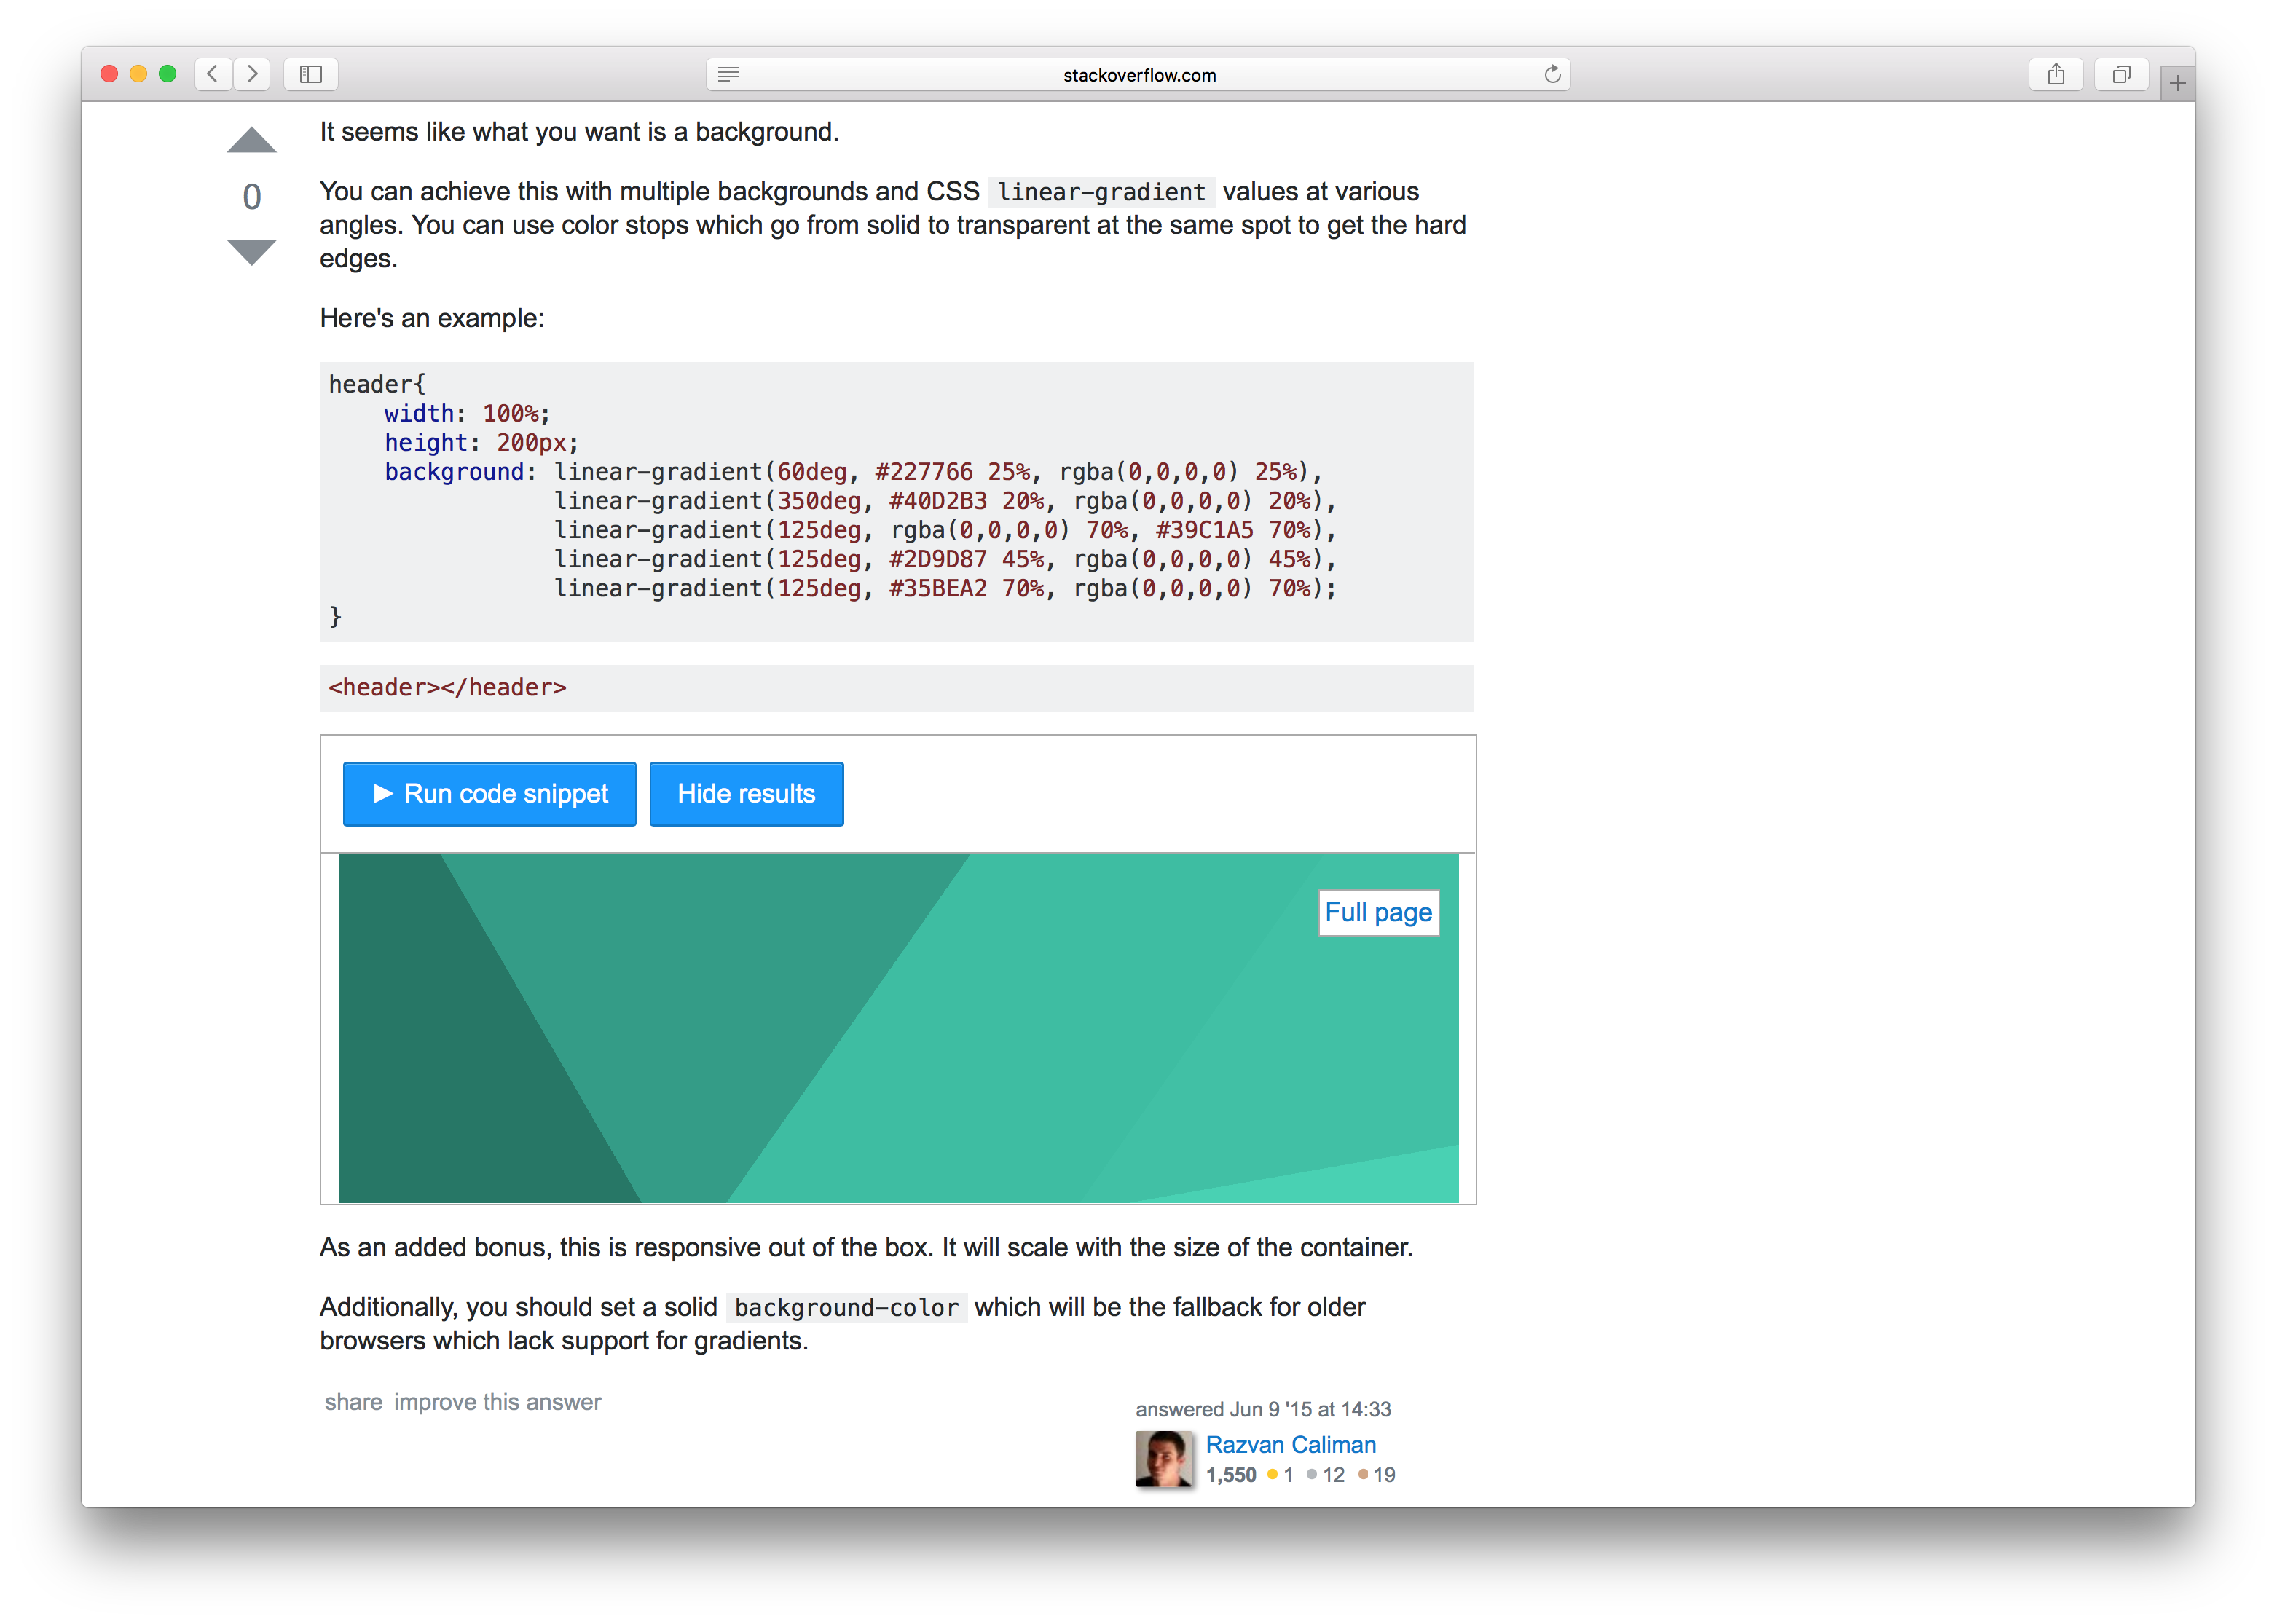 stackoverflow.com
It seems like what you want is a background.
0
You can achieve this with multiple backgrounds and CSS linear-gradient values at various
angles. You can use color stops which go from solid to transparent at the same spot to get the hard
edges.
Here's an example:
header{
    width: 100%;
    height: 200px;
    background: linear-gradient(60deg, #227766 25%, rgba(0,0,0,0) 25%),
                linear-gradient(350deg, #40D2B3 20%, rgba(0,0,0,0) 20%),
                linear-gradient(125deg, rgba(0,0,0,0) 70%, #39C1A5 70%),
                linear-gradient(125deg, #2D9D87 45%, rgba(0,0,0,0) 45%),
                linear-gradient(125deg, #35BEA2 70%, rgba(0,0,0,0) 70%);
}
<header></header>
Run code snippet Hide results
Full page
As an added bonus, this is responsive out of the box. It will scale with the size of the container.
Additionally, you should set a solid background-color which will be the fallback for older
browsers which lack support for gradients.
share improve this answer
answered Jun 9 '15 at 14:33
Razvan Caliman
1,550 1 12 19